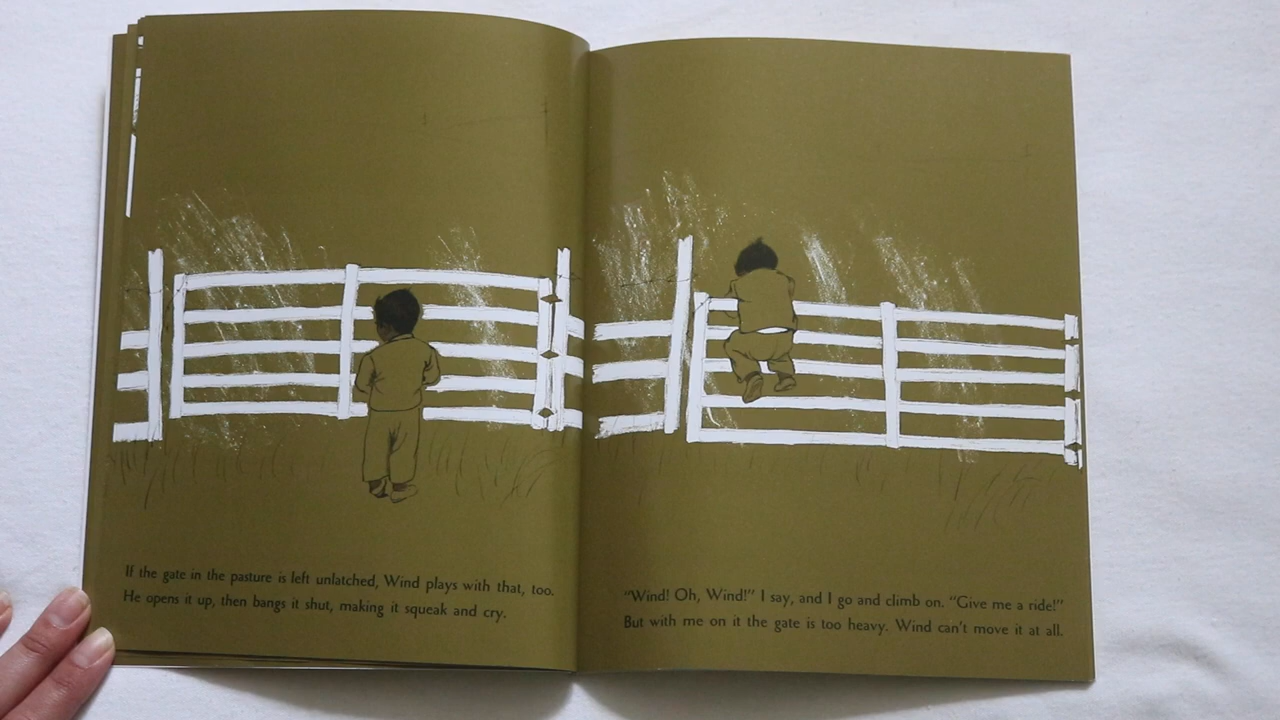 If the gate in the pasture is left unlatched, Wind plays with that, too.
He opens it up, then bangs it shut, making it squeak and cry.
“Wind! Oh, Wind!” I say, and I go and climb on. “Give me a ride!”
But with me on it the gate is too heavy. Wind can’t move it at all.